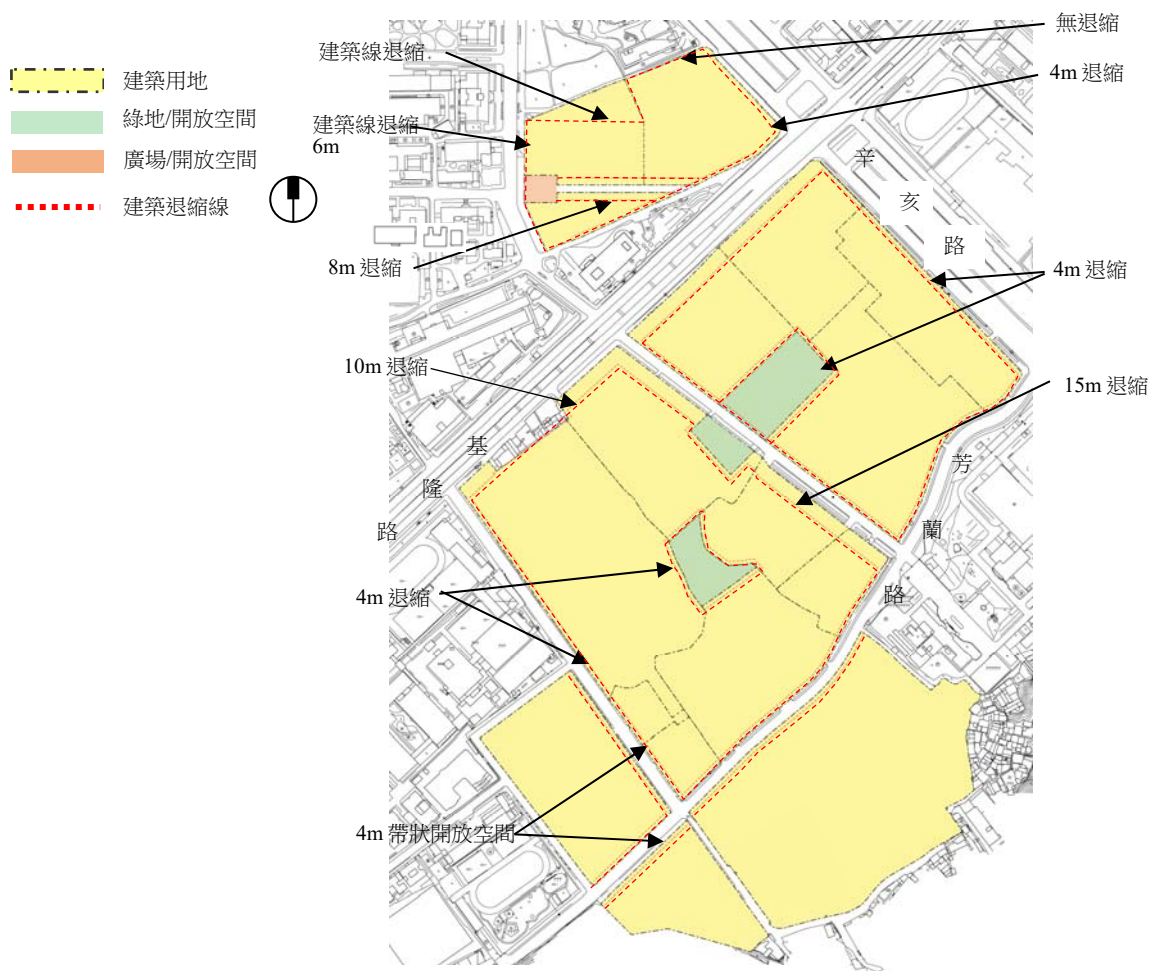 建築用地
綠地/開放空間
廣場/開放空間
建築退縮線
建築線退縮
建築線退縮
6m
8m 退縮
無退縮
4m 退縮
辛
亥
路
4m 退縮
10m 退縮
15m 退縮
基
隆
路
芳
蘭
路
4m 退縮
4m 帶狀開放空間